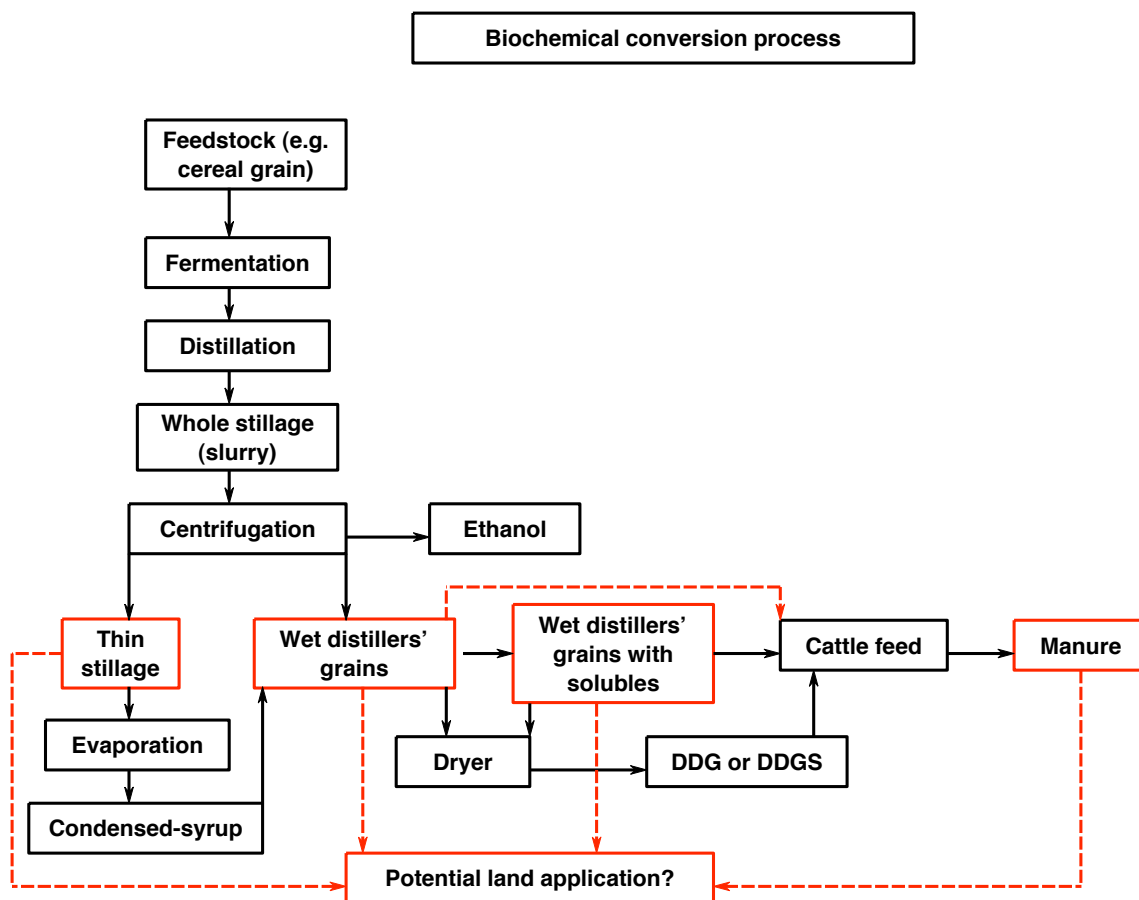 Biochemical conversion process
Feedstock (e.g.
cereal grain)
Fermentation
Distillation
Whole stillage
(slurry)
Centrifugation
Ethanol
Thin
stillage
Wet distillers’
grains
Wet distillers’
grains with
solubles
Cattle feed
Manure
Evaporation
Dryer
DDG or DDGS
Condensed-syrup
Potential land application?